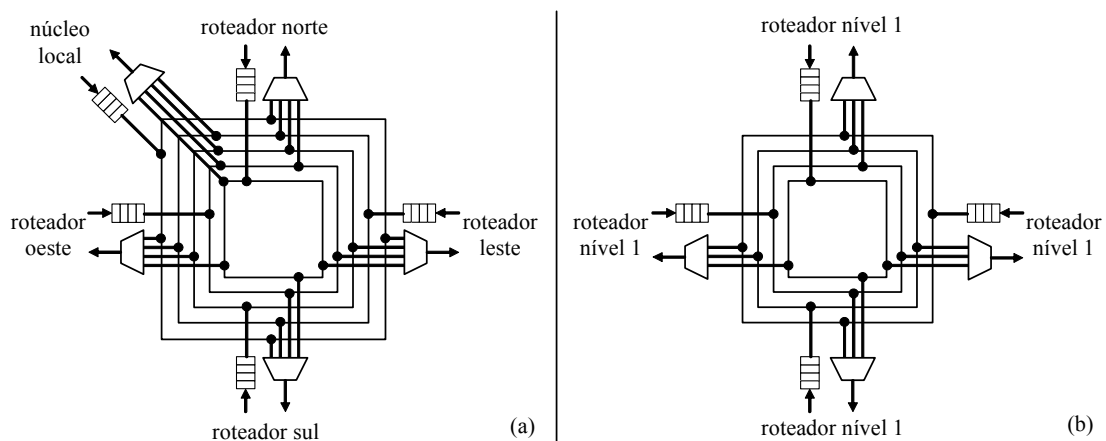 núcleo
local
roteador norte
roteador
oeste
roteador
leste
roteador sul
(a)
roteador nível 1
roteador
nível 1
roteador
nível 1
roteador nível 1
(b)